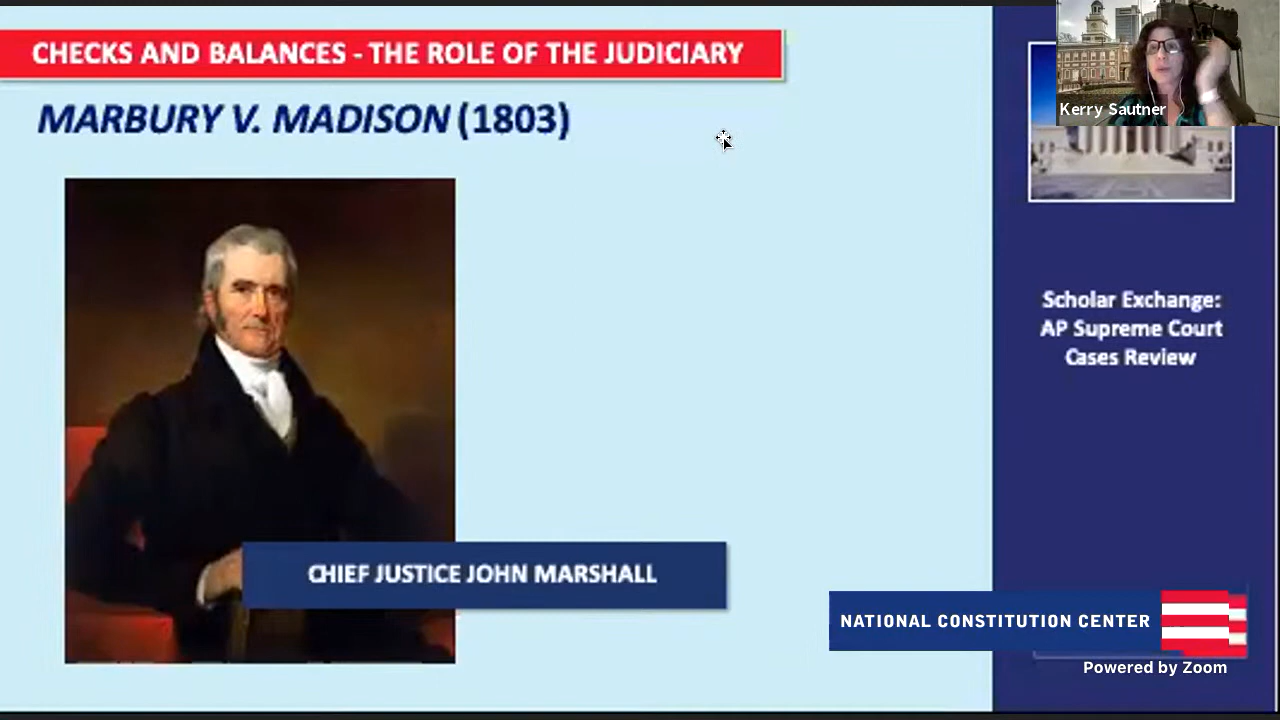 CHECKS AND BALANCES - THE ROLE OF THE JUDICIARY
MARBURY V. MADISON (1803)
Kerry Sautner
Scholar Exchange:
AP Supreme Court
Cases Review
CHIEF JUSTICE JOHN MARSHALL
NATIONAL CONSTITUTION CENTER
Powered by Zoom